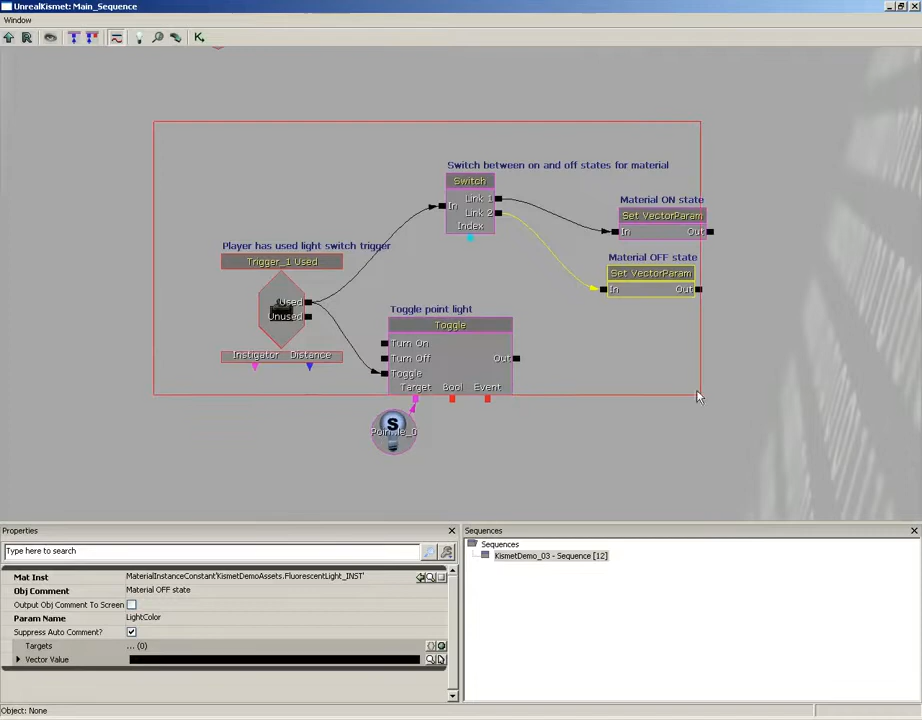 UnrealKismet: Main_Sequence
Window
R
K
Switch between on and off states for material
Switch
In
Link 1
Link 2
Index
Material ON state
Set VectorParam
In
Out
Player has used light switch trigger
Trigger_1 Used
Used
Unused
Instigator
Distance
Material OFF state
Set VectorParam
In
Out
Toggle point light
Toggle
Turn On
Turn Off
Out
Toggle
Target
Bool
Event
S
Properties
Type here to search
Mat Inst
MaterialInstanceConstant'KismetDemoAssets.FluorescentLight_INST'
Obj Comment
Material OFF state
Output Obj Comment To Screen
Param Name
LightColor
Suppress Auto Comment?
Targets
... (0)
Vector Value
Sequences
Sequences
KismetDemo_03 - Sequence [12]
Object: None